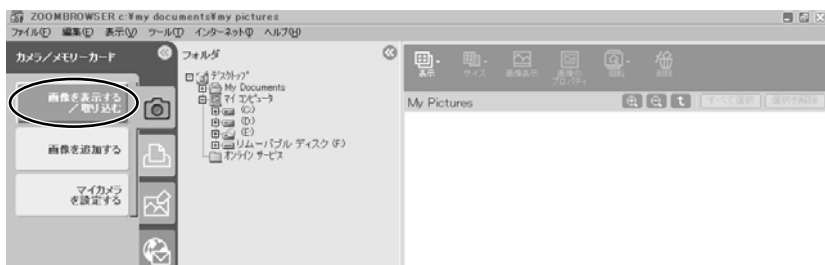 ZOOMBROWSER c:¥my documents¥my pictures
ファイル(F) 編集(E) 表示(V) ツール(T) インターネット(I) ヘルプ(H)
カメラ/メモリーカード
画像を表示する
/取り込む
画像を追加する
マイカメラ
を設定する
フォルダ
デスクトップ
My Documents
マイ コンピュータ
(C:)
(D:)
(E:)
リムーバブル ディスク (F:)
オンライン サービス
表示
サイズ
画像表示
画像の
プロパティ
回転
削除
My Pictures
すべて選択
選択を解除